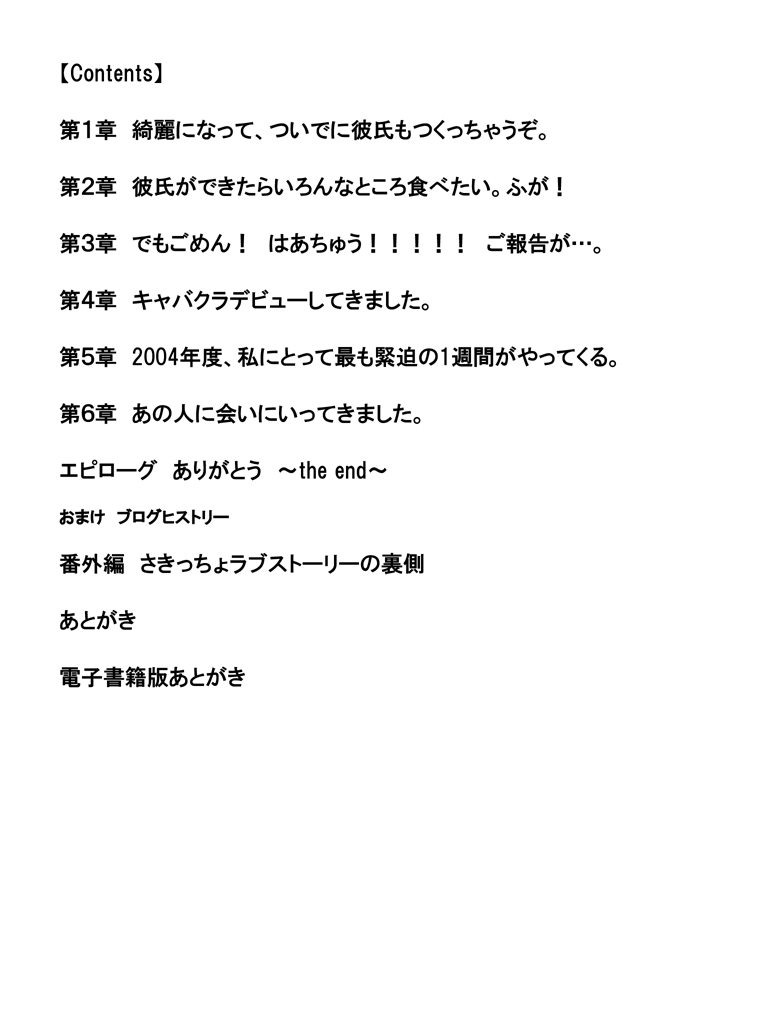 【Contents】
第1章　綺麗になって、ついでに彼氏もつくっちゃうぞ。
第2章　彼氏ができたらいろんなところ食べたい。ふが！
第3章　でもごめん！　はあちゅう！！！！！　ご報告が…。
第4章　キャバクラデビューしてきました。
第5章　2004年度、私にとって最も緊迫の1週間がやってくる。
第6章　あの人に会いにいってきました。
エピローグ　ありがとう　～the end～
おまけ　ブログヒストリー
番外編　さきっちょラブストーリーの裏側
あとがき
電子書籍版あとがき